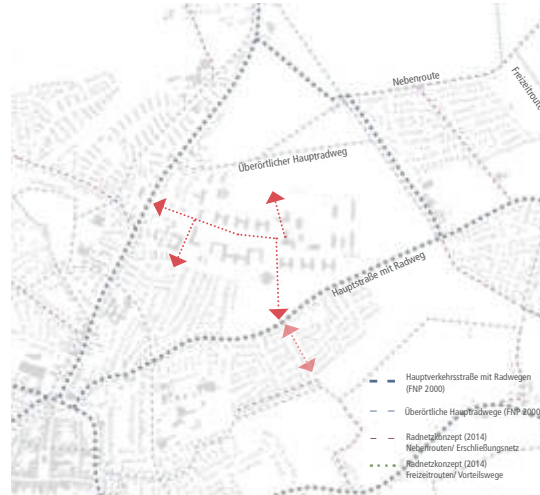 Nebenroute
Freizeitroute
Überörtlicher Hauptradweg
Hauptstraße mit Radweg
Hauptverkehrsstraße mit Radwegen
(FNP 2000)
Überörtliche Hauptradwege (FNP 2000)
Radnetzkonzept (2014)
Nebenrouten/ Erschließungsnetz
Radnetzkonzept (2014)
Freizeitrouten/ Vorteilswege